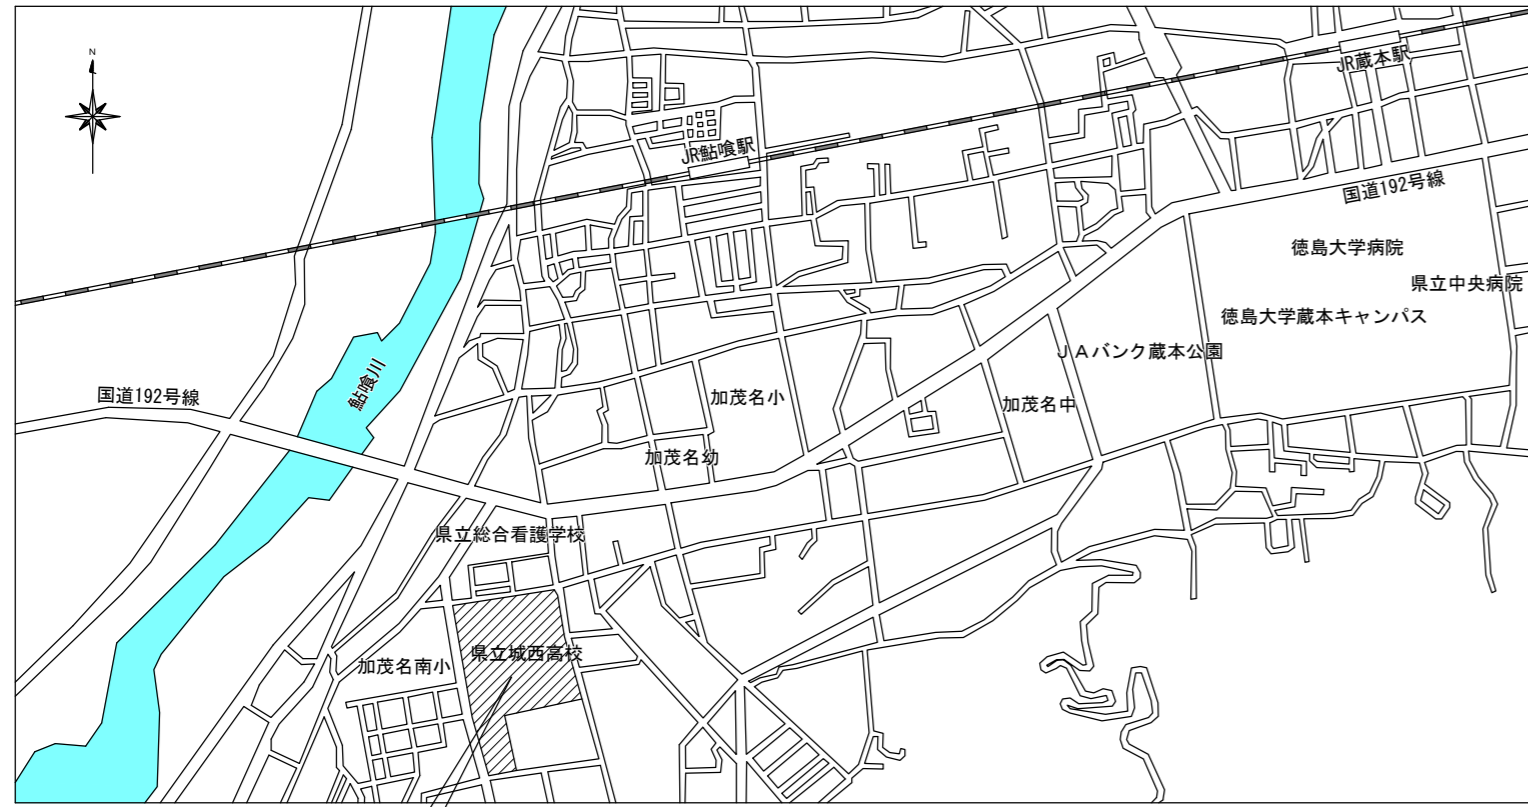 N
JR蔵本駅
JR鮎喰駅
国道192号線
徳島大学病院
県立中央病院
徳島大学蔵本キャンパス
ＪＡバンク蔵本公園
国道192号線
鮎喰川
加茂名小
加茂名中
加茂名幼
県立総合看護学校
県立城西高校
加茂名南小